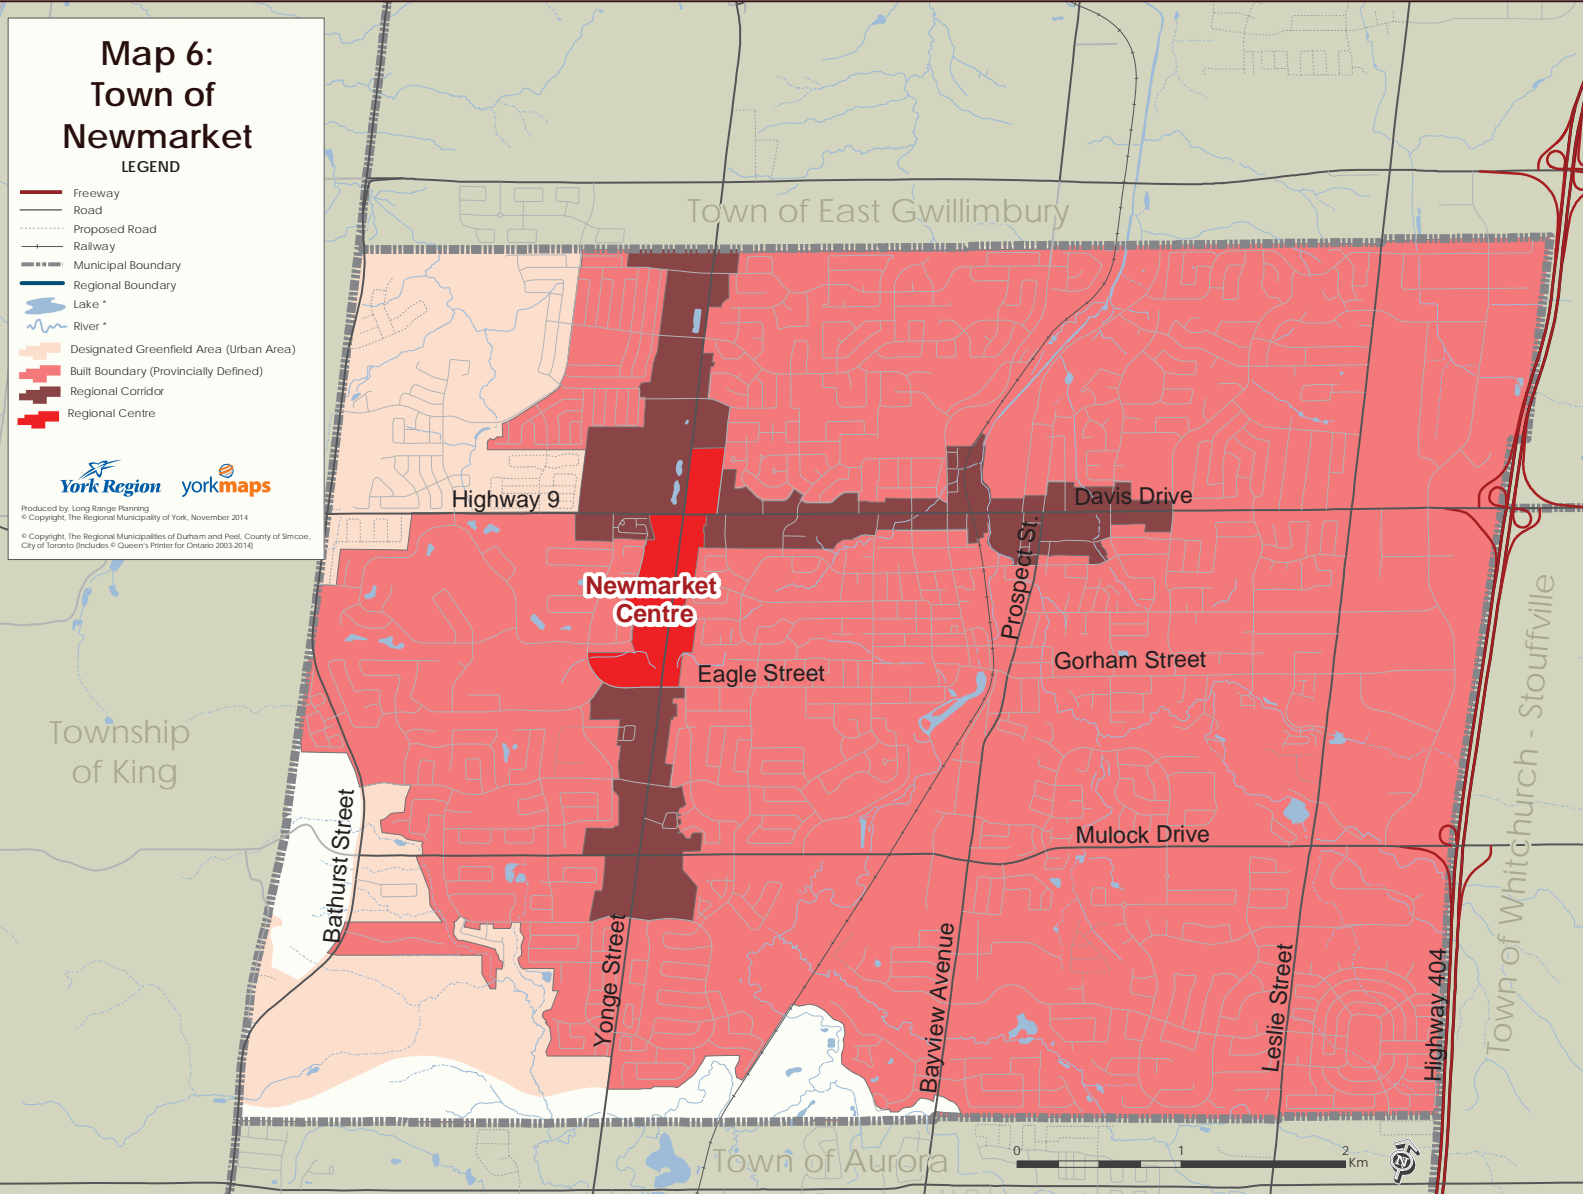 Map 6:
Town of
Newmarket
LEGEND
Freeway
Road
Proposed Road
Railway
Municipal Boundary
Regional Boundary
Lake *
River *
Designated Greenfield Area (Urban Area)
Built Boundary (Provincially Defined)
Regional Corridor
Regional Centre
York Region
yorkmaps
Produced by: Long Range Planning
© Copyright, The Regional Municipality of York, November 2014
© Copyright, The Regional Municipalities of Durham and Peel, County of Simcoe,
City of Toronto (Includes © Queen's Printer for Ontario 2003-2014)
Town of East Gwillimbury
Highway 9
Davis Drive
Newmarket
Centre
Prospect St.
Eagle Street
Gorham Street
Township
of King
Town of Whitchurch - Stouffville
Bathurst Street
Mulock Drive
Yonge Street
Bayview Avenue
Leslie Street
Highway 404
Town of Aurora
0 1 2
Km
N